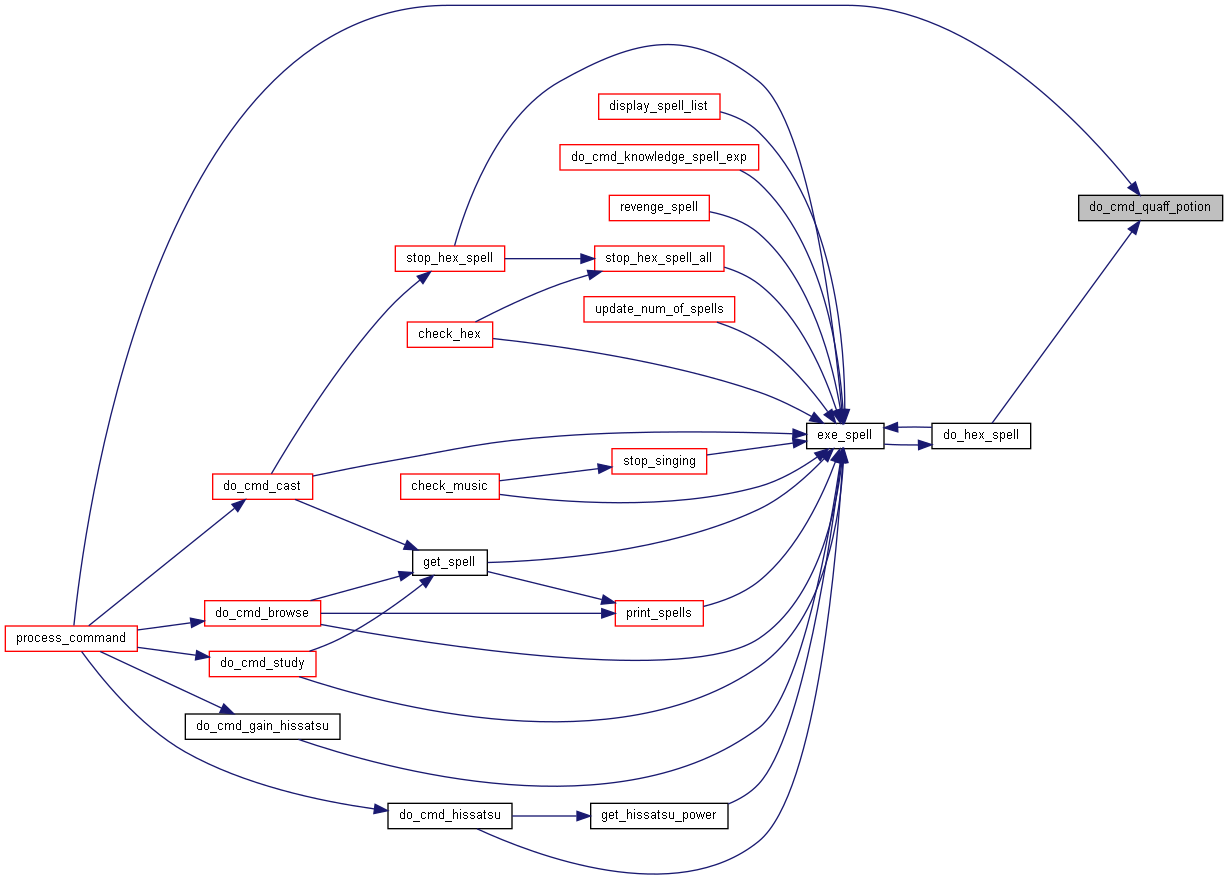 display_spell_list
do_cmd_knowledge_spell_exp
revenge_spell
do_cmd_quaff_potion
stop_hex_spell
stop_hex_spell_all
update_num_of_spells
check_hex
exe_spell
do_hex_spell
stop_singing
do_cmd_cast
check_music
get_spell
do_cmd_browse
print_spells
process_command
do_cmd_study
do_cmd_gain_hissatsu
do_cmd_hissatsu
get_hissatsu_power